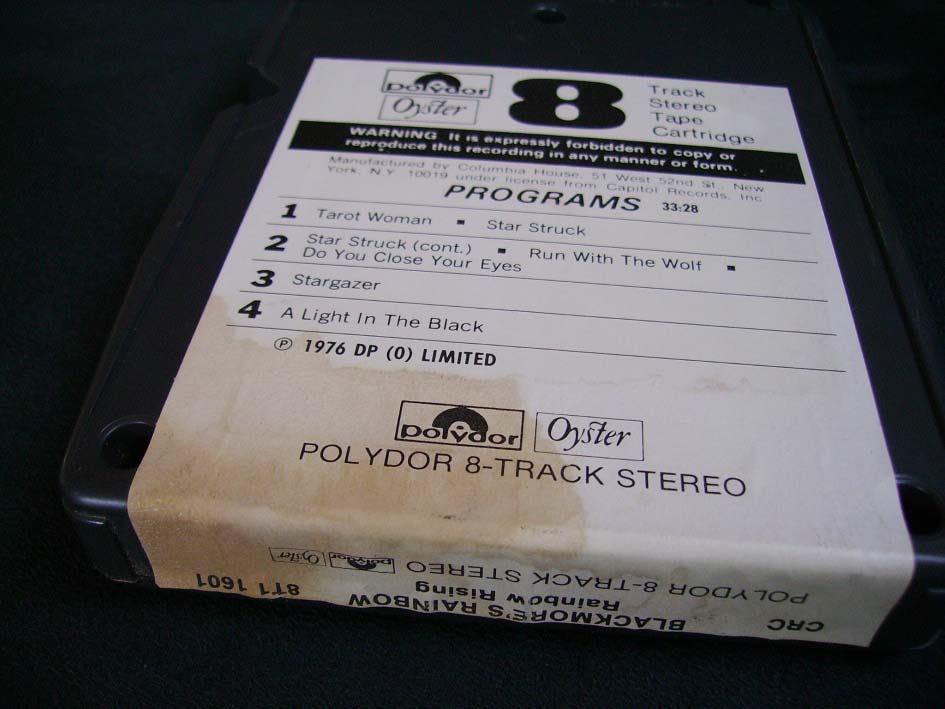 polydor
Oyster
8
Track
Stereo
Tape
Cartridge
WARNING. It is expressly forbidden to copy or
reproduce this recording in any manner or form.
Manufactured by Columbia House, 51 West 52nd St., New
York, N.Y. 10019 under license from Capitol Records, Inc.
PROGRAMS 33:28
1 Tarot Woman ▪ Star Struck
2 Star Struck (cont.) ▪ Run With The Wolf ▪
Do You Close Your Eyes
3 Stargazer
4 A Light In The Black
℗ 1976 DP (0) LIMITED
polydor Oyster
POLYDOR 8-TRACK STEREO
CRC BLACKMORE'S RAINBOW 8T1 1601
Rainbow Rising
POLYDOR 8-TRACK STEREO polydor Oyster